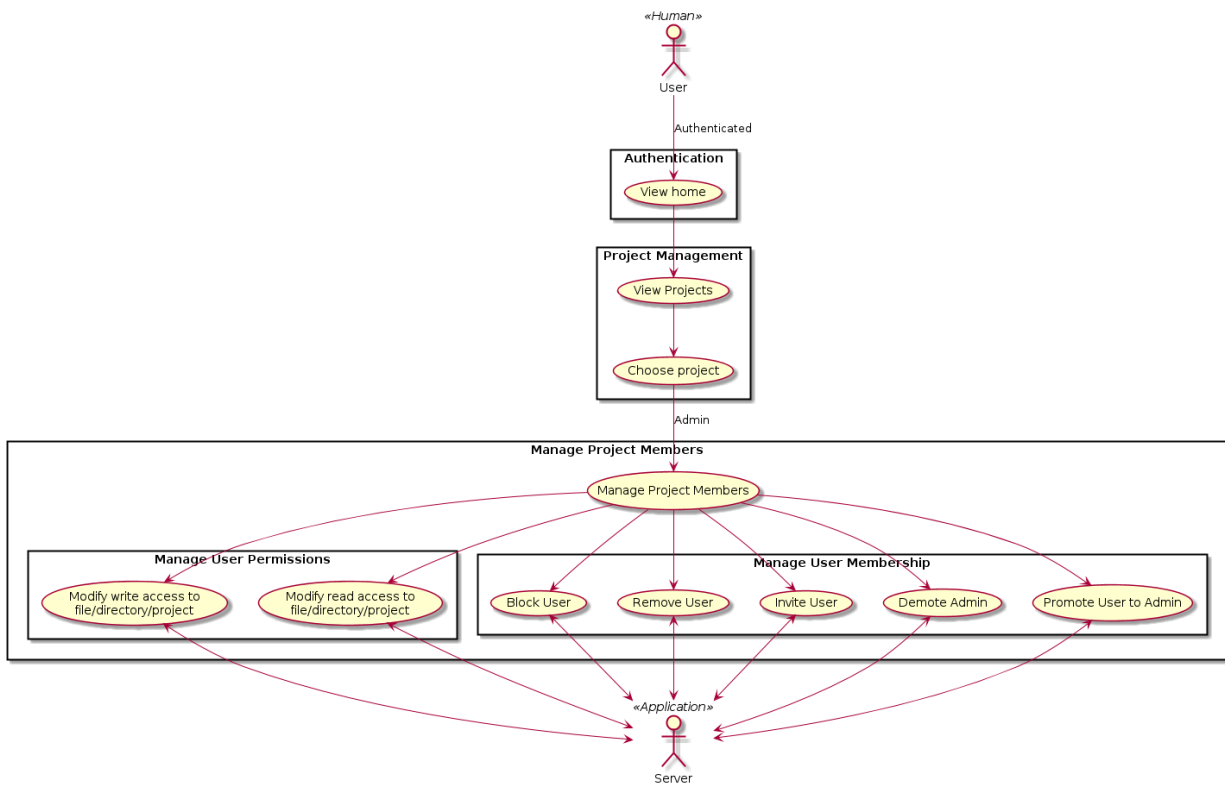 «Human»
User
Authenticated
Authentication
View home
Project Management
View Projects
Choose project
Admin
Manage Project Members
Manage Project Members
Manage User Permissions
Modify write access to
file/directory/project
Modify read access to
file/directory/project
Manage User Membership
Block User
Remove User
Invite User
Demote Admin
Promote User to Admin
«Application»
Server